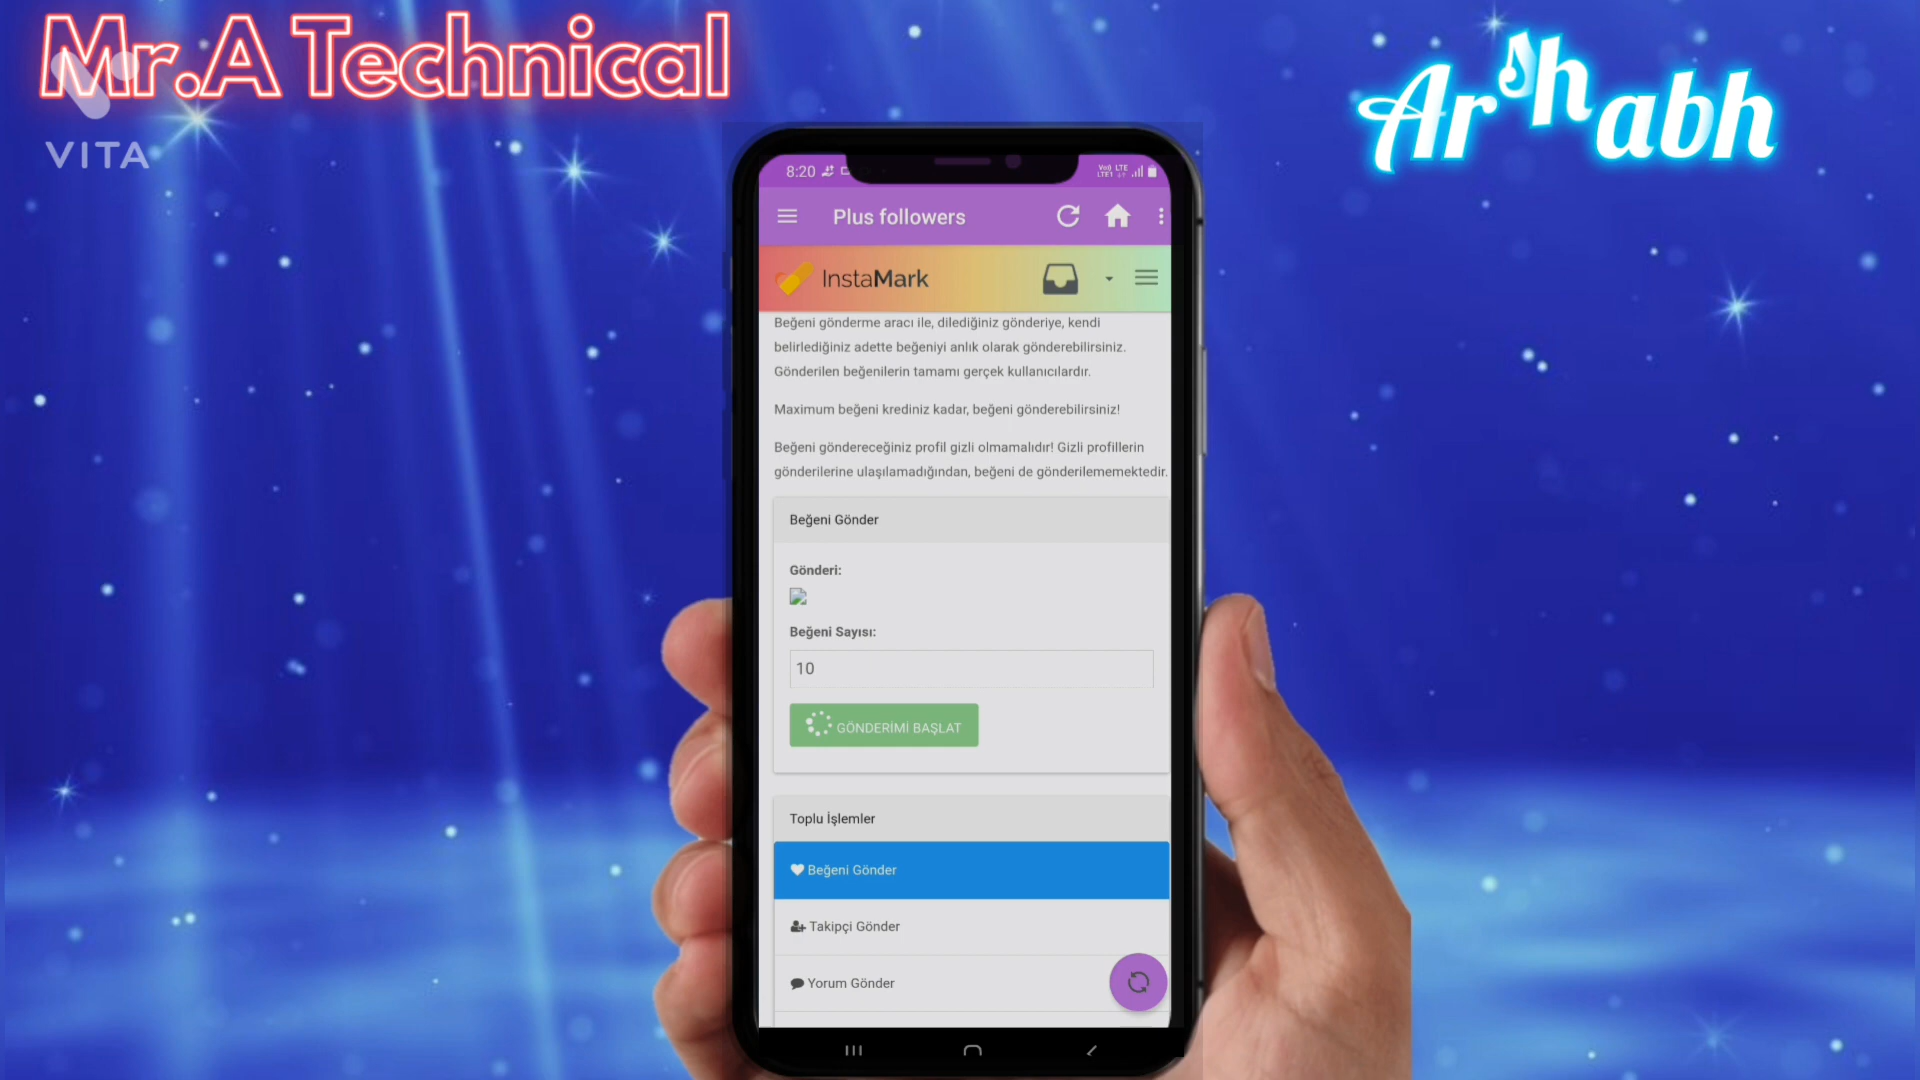 Mr.A Technical
VITA
Arshabh
8:20
Plus followers
InstaMark
Beğeni gönderme aracı ile, dilediğiniz gönderiye, kendi
belirlediğiniz adette beğeniyi anlık olarak gönderebilirsiniz.
Gönderilen beğenilerin tamamı gerçek kullanıcılardır.
Maximum beğeni krediniz kadar, beğeni gönderebilirsiniz!
Beğeni göndereceğiniz profil gizli olmamalıdır! Gizli profillerin
gönderilerine ulaşılamadığından, beğeni de gönderilememektedir.
Beğeni Gönder
Gönderi:
Beğeni Sayısı:
10
GÖNDERİMİ BAŞLAT
Toplu İşlemler
Beğeni Gönder
Takipçi Gönder
Yorum Gönder